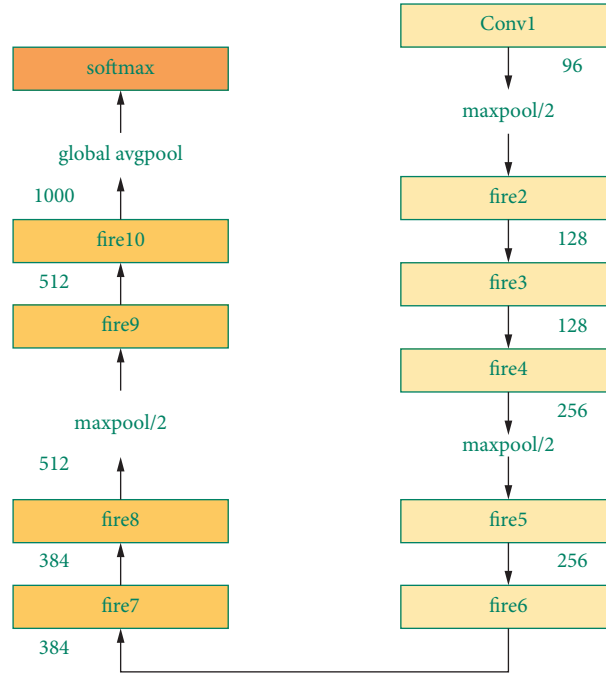 Conv1
96
maxpool/2
fire2
128
fire3
128
fire4
256
maxpool/2
fire5
256
fire6
384
fire7
384
fire8
512
maxpool/2
fire9
512
fire10
1000
global avgpool
softmax